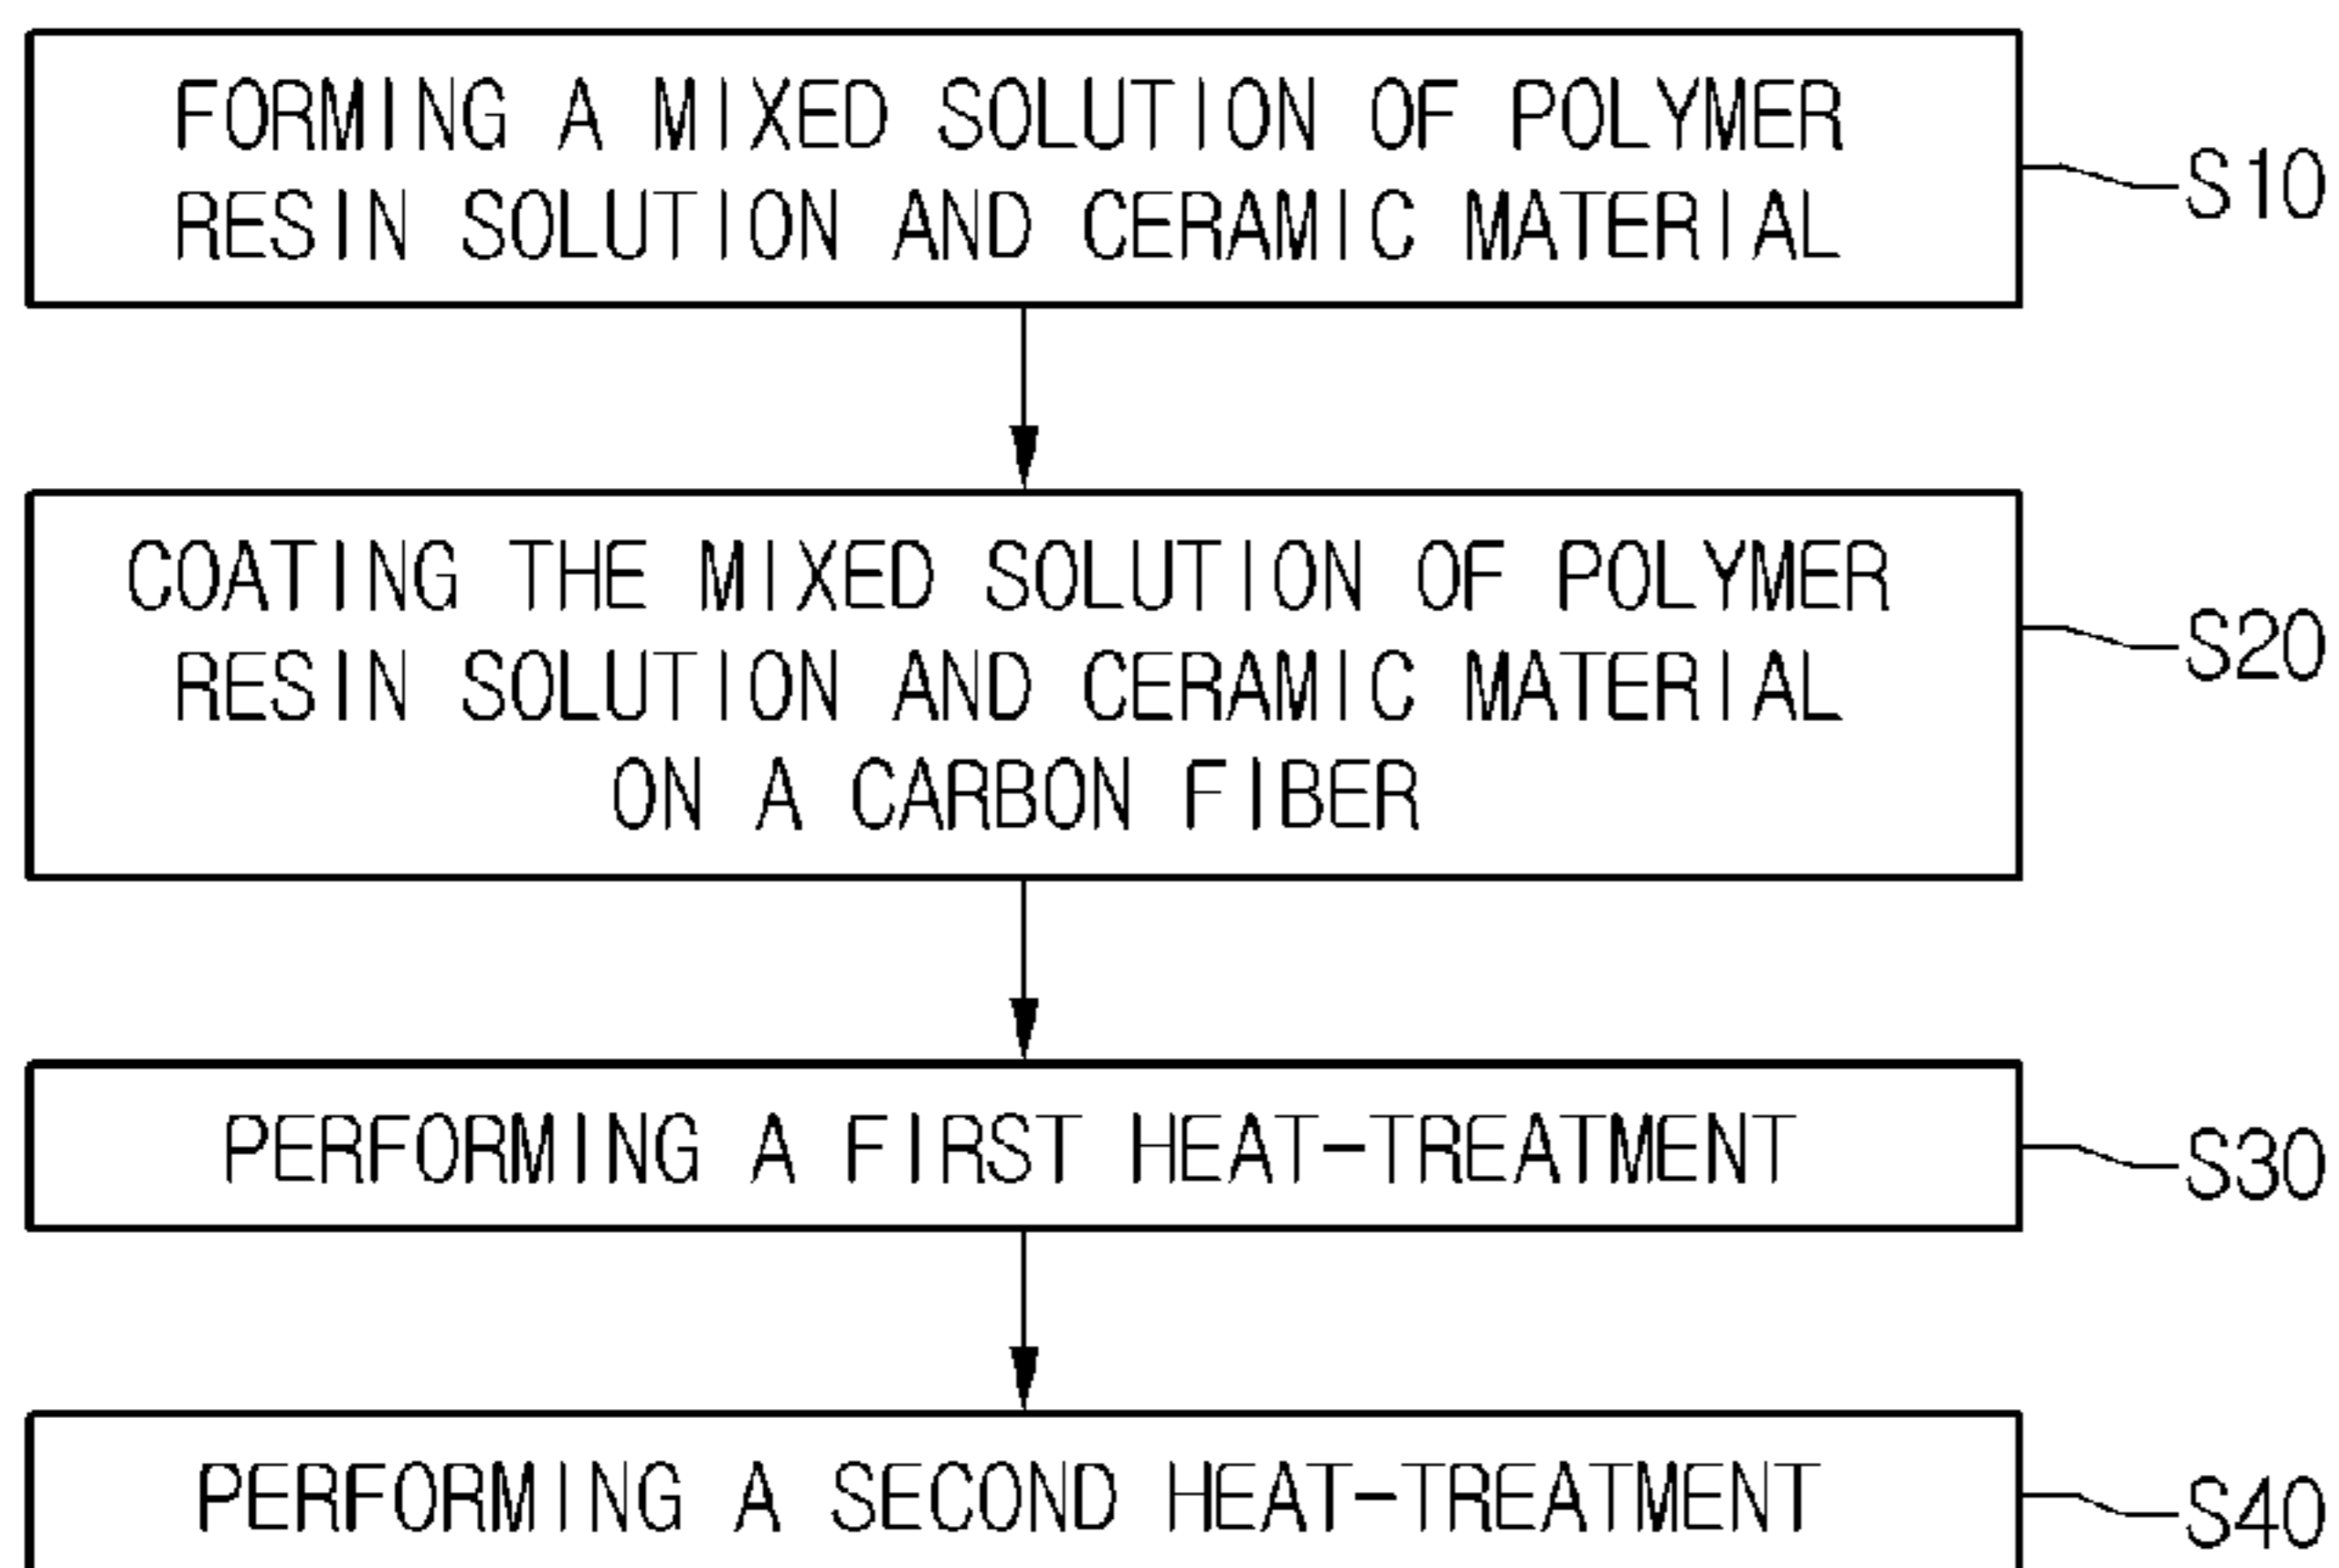 FORMING A MIXED SOLUTION OF POLYMER
RESIN SOLUTION AND CERAMIC MATERIAL
S10
COATING THE MIXED SOLUTION OF POLYMER
RESIN SOLUTION AND CERAMIC MATERIAL
ON A CARBON FIBER
S20
PERFORMING A FIRST HEAT-TREATMENT
S30
PERFORMING A SECOND HEAT-TREATMENT
S40